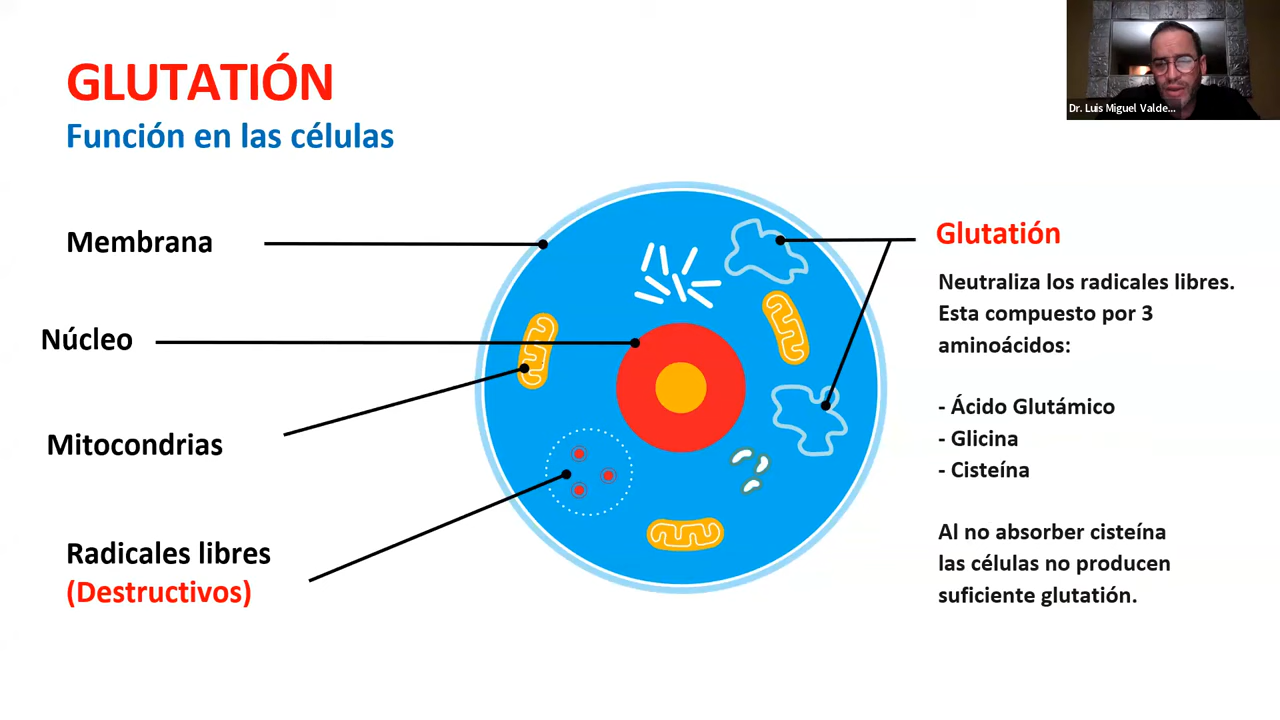 GLUTATIÓN
Función en las células
Dr. Luis Miguel Valde...
Membrana
Núcleo
Mitocondrias
Radicales libres
(Destructivos)
Glutatión
Neutraliza los radicales libres.
Esta compuesto por 3
aminoácidos:
- Ácido Glutámico
- Glicina
- Cisteína
Al no absorber cisteína
las células no producen
suficiente glutatión.